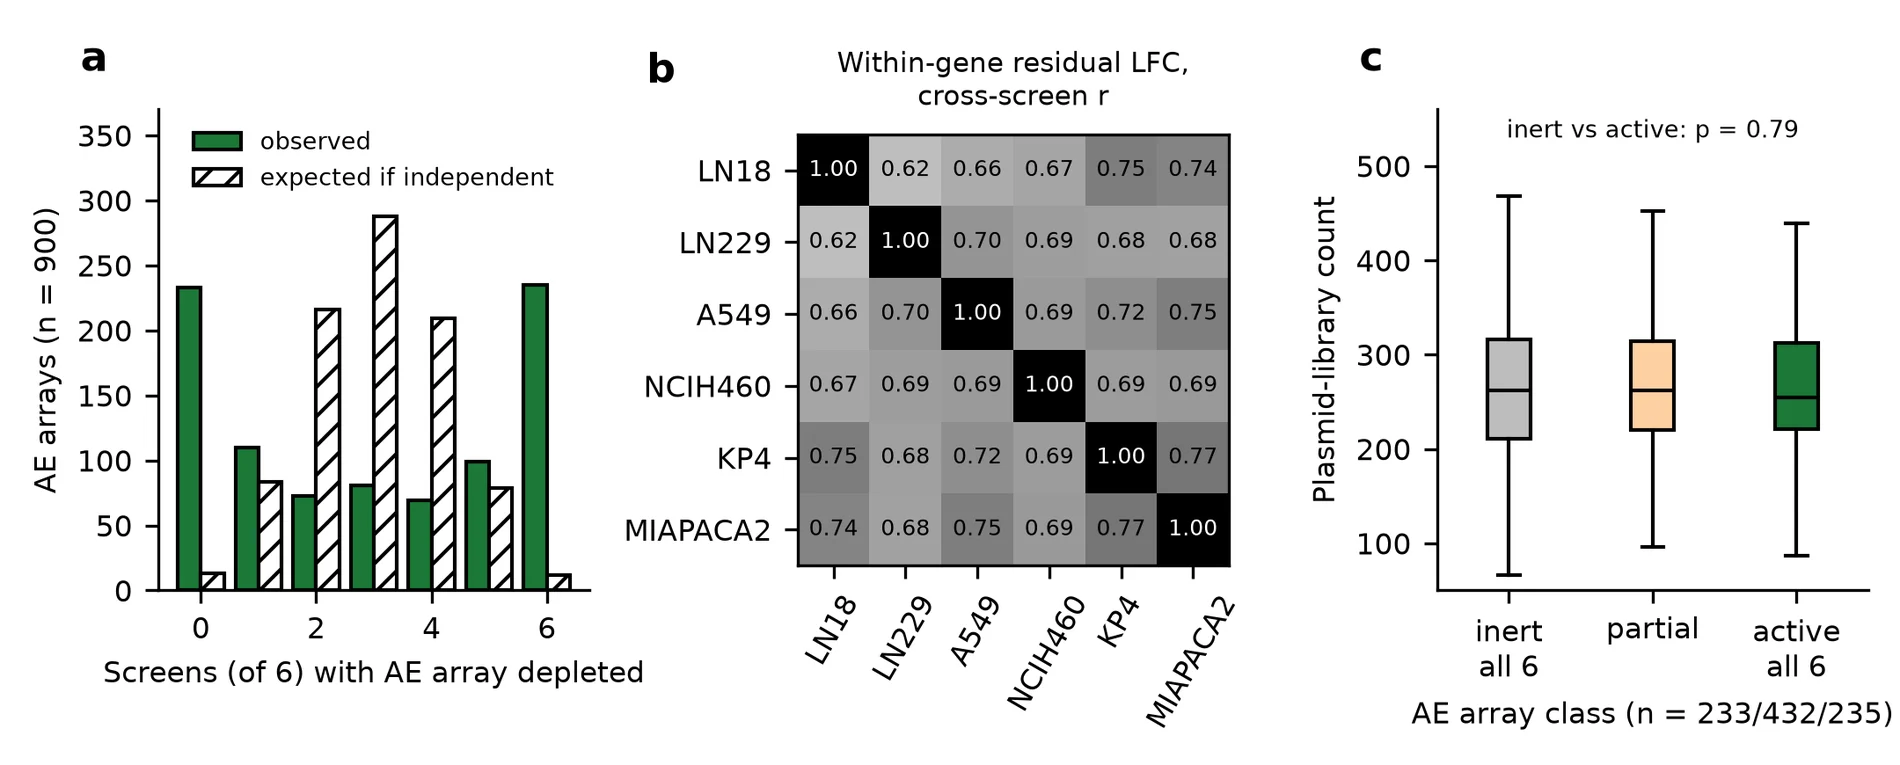 a
350
300
250
200
150
100
50
0
AE arrays (n = 900)
observed
expected if independent
0 2 4 6
Screens (of 6) with AE array depleted
b
Within-gene residual LFC,
cross-screen r
LN18 1.00 0.62 0.66 0.67 0.75 0.74
LN229 0.62 1.00 0.70 0.69 0.68 0.68
A549 0.66 0.70 1.00 0.69 0.72 0.75
NCIH460 0.67 0.69 0.69 1.00 0.69 0.69
KP4 0.75 0.68 0.72 0.69 1.00 0.77
MIAPACA2 0.74 0.68 0.75 0.69 0.77 1.00
LN18 LN229 A549 NCIH460 KP4 MIAPACA2
c
inert vs active: p = 0.79
500
400
300
200
100
Plasmid-library count
inert partial active
all 6 all 6
AE array class (n = 233/432/235)